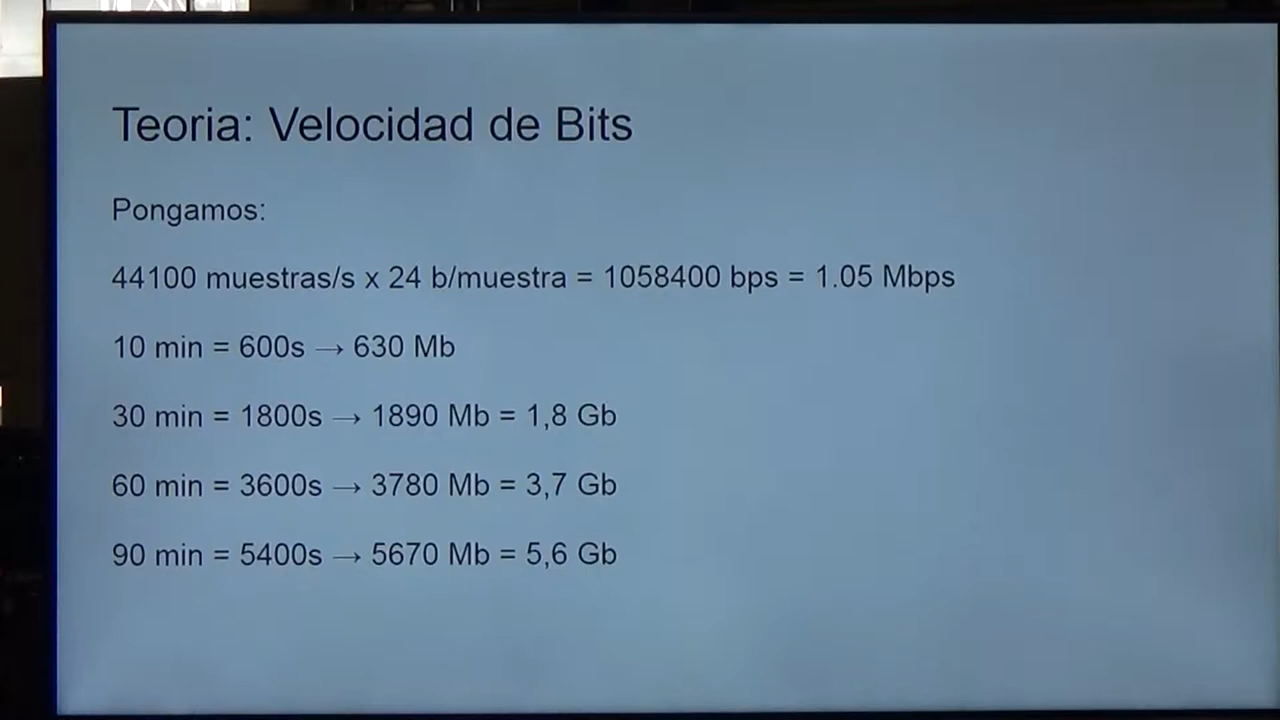 Teoria: Velocidad de Bits
Pongamos:
44100 muestras/s x 24 b/muestra = 1058400 bps = 1.05 Mbps
10 min = 600s → 630 Mb
30 min = 1800s → 1890 Mb = 1,8 Gb
60 min = 3600s → 3780 Mb = 3,7 Gb
90 min = 5400s → 5670 Mb = 5,6 Gb